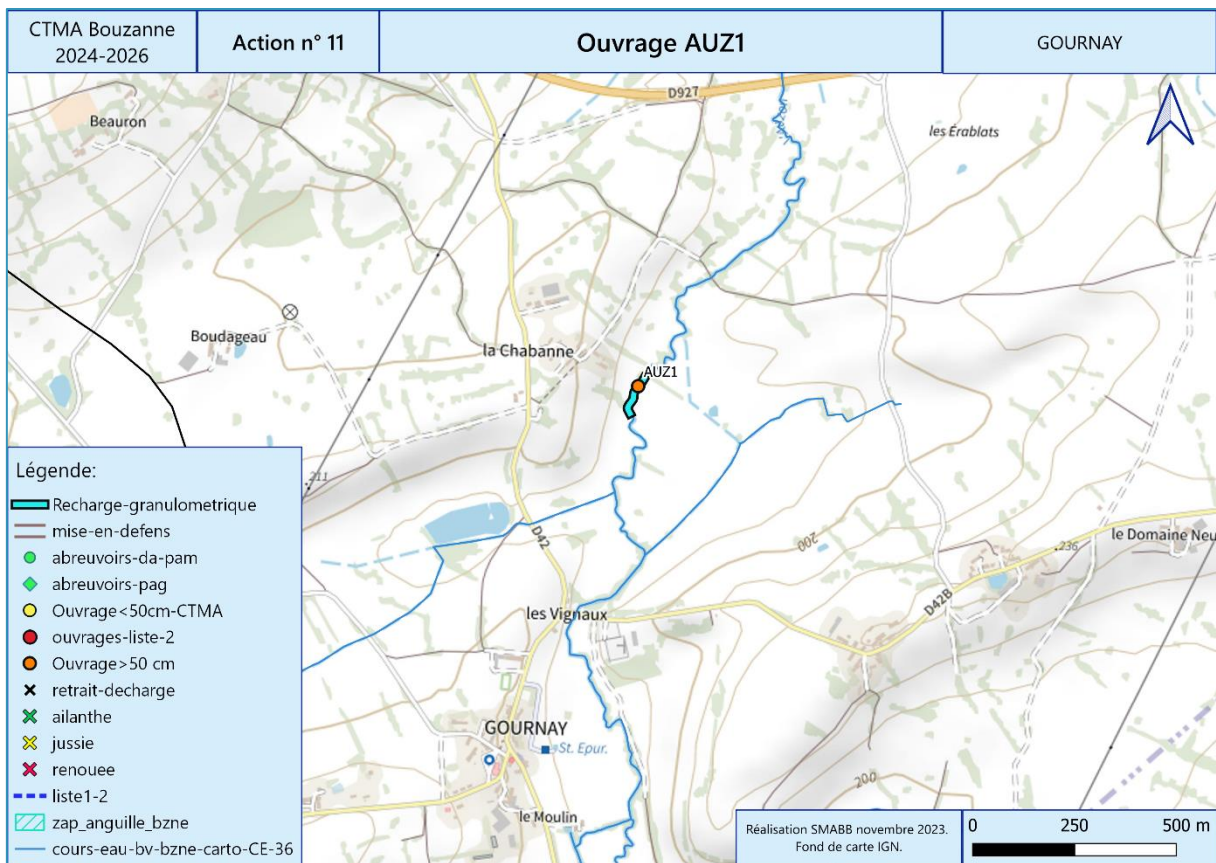 CTMA Bouzanne
2024-2026
Action n° 11
Ouvrage AUZ1
GOURNAY
D927
Beauron
les Érablats
Boudageau
la Chabanne
AUZ1
211
D42
200
236
le Domaine Neu
les Vignaux
D42B
GOURNAY
St. Epur.
200
le Moulin
Légende:
Recharge-granulometrique
mise-en-defens
abreuvoirs-da-pam
abreuvoirs-pag
Ouvrage<50cm-CTMA
ouvrages-liste-2
Ouvrage>50 cm
retrait-decharge
ailanthe
jussie
renouee
liste1-2
zap_anguille_bzne
cours-eau-bv-bzne-carto-CE-36
Réalisation SMABB novembre 2023.
Fond de carte IGN.
0 250 500 m